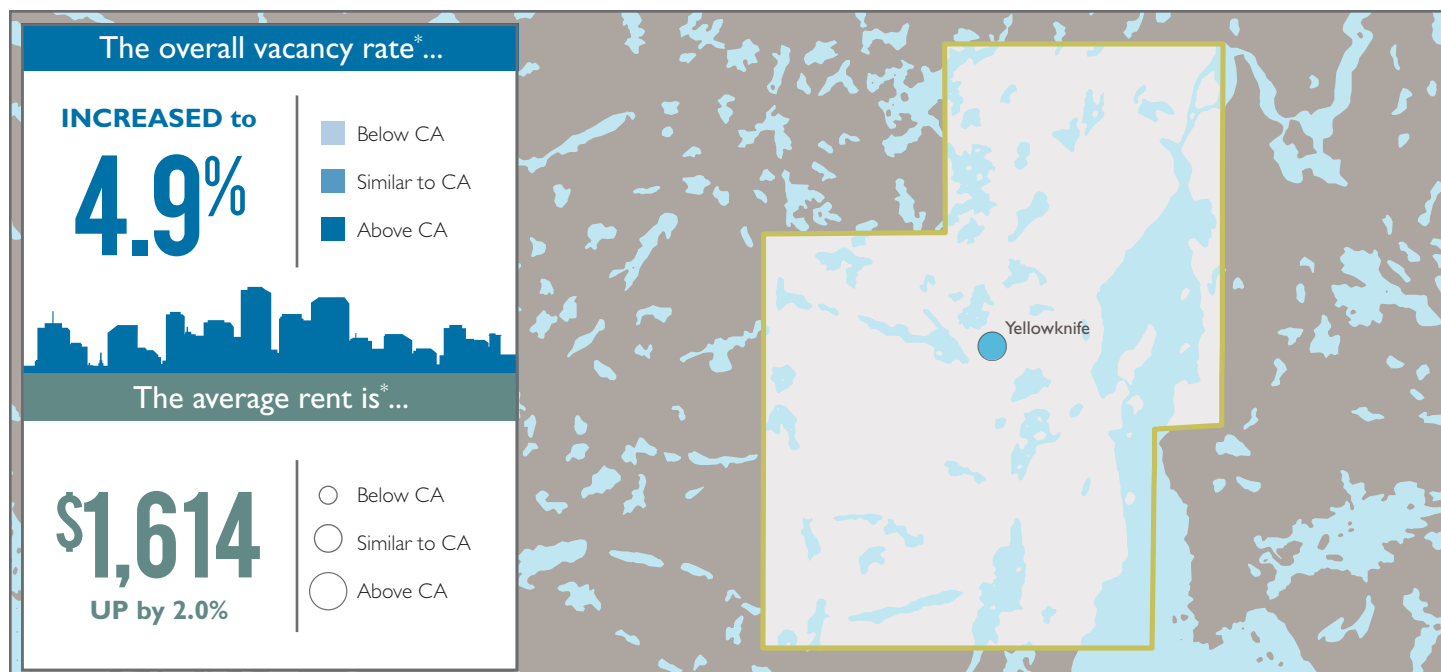 The overall vacancy rate*...
INCREASED to
4.9%
Below CA
Similar to CA
Above CA
The average rent is*...
$1,614
UP by 2.0%
Below CA
Similar to CA
Above CA
Yellowknife